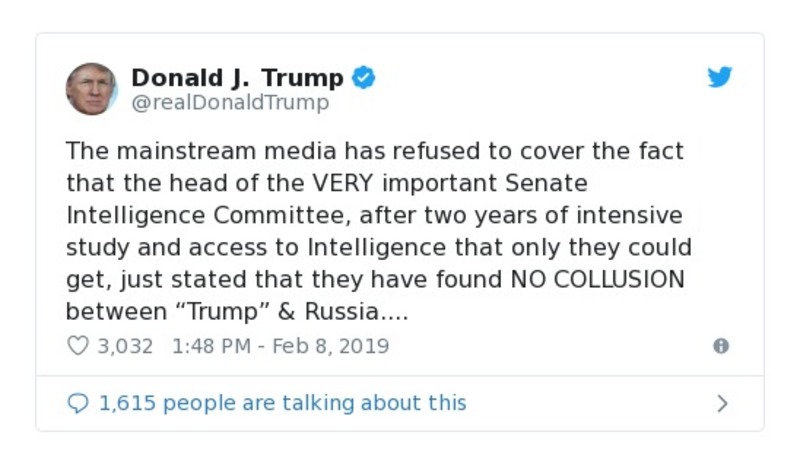 Donald J. Trump
@realDonaldTrump
The mainstream media has refused to cover the fact
that the head of the VERY important Senate
Intelligence Committee, after two years of intensive
study and access to Intelligence that only they could
get, just stated that they have found NO COLLUSION
between “Trump” & Russia....
3,032 1:48 PM - Feb 8, 2019
1,615 people are talking about this